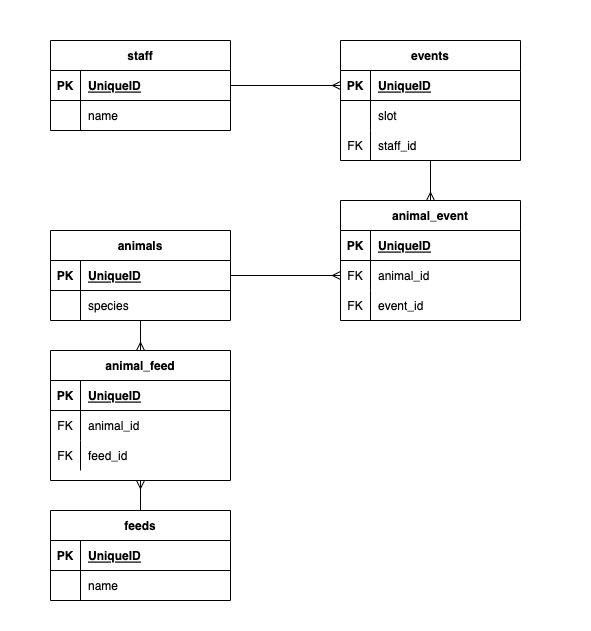 staff
PK UniqueID
name
events
PK UniqueID
slot
FK staff_id
animal_event
PK UniqueID
FK animal_id
FK event_id
animals
PK UniqueID
species
animal_feed
PK UniqueID
FK animal_id
FK feed_id
feeds
PK UniqueID
name